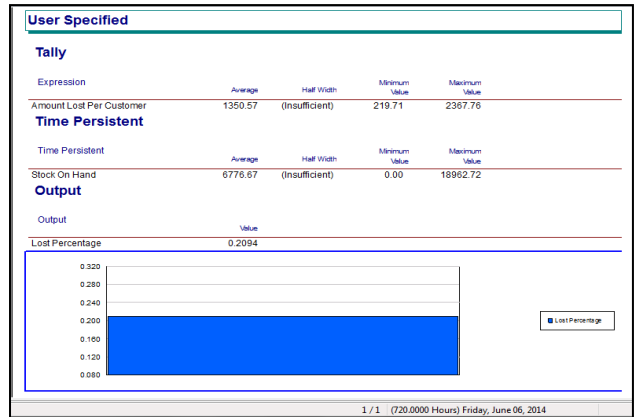 User Specified
Tally
Expression Average Half Width Minimum Value Maximum Value
Amount Lost Per Customer 1350.57 (Insufficient) 219.71 2367.76
Time Persistent
Time Persistent Average Half Width Minimum Value Maximum Value
Stock On Hand 6776.67 (Insufficient) 0.00 18962.72
Output
Output Value
Lost Percentage 0.2094
0.320
0.280
0.240
0.200
0.160
0.120
0.080
Lost Percentage
1 / 1 (720.0000 Hours) Friday, June 06, 2014